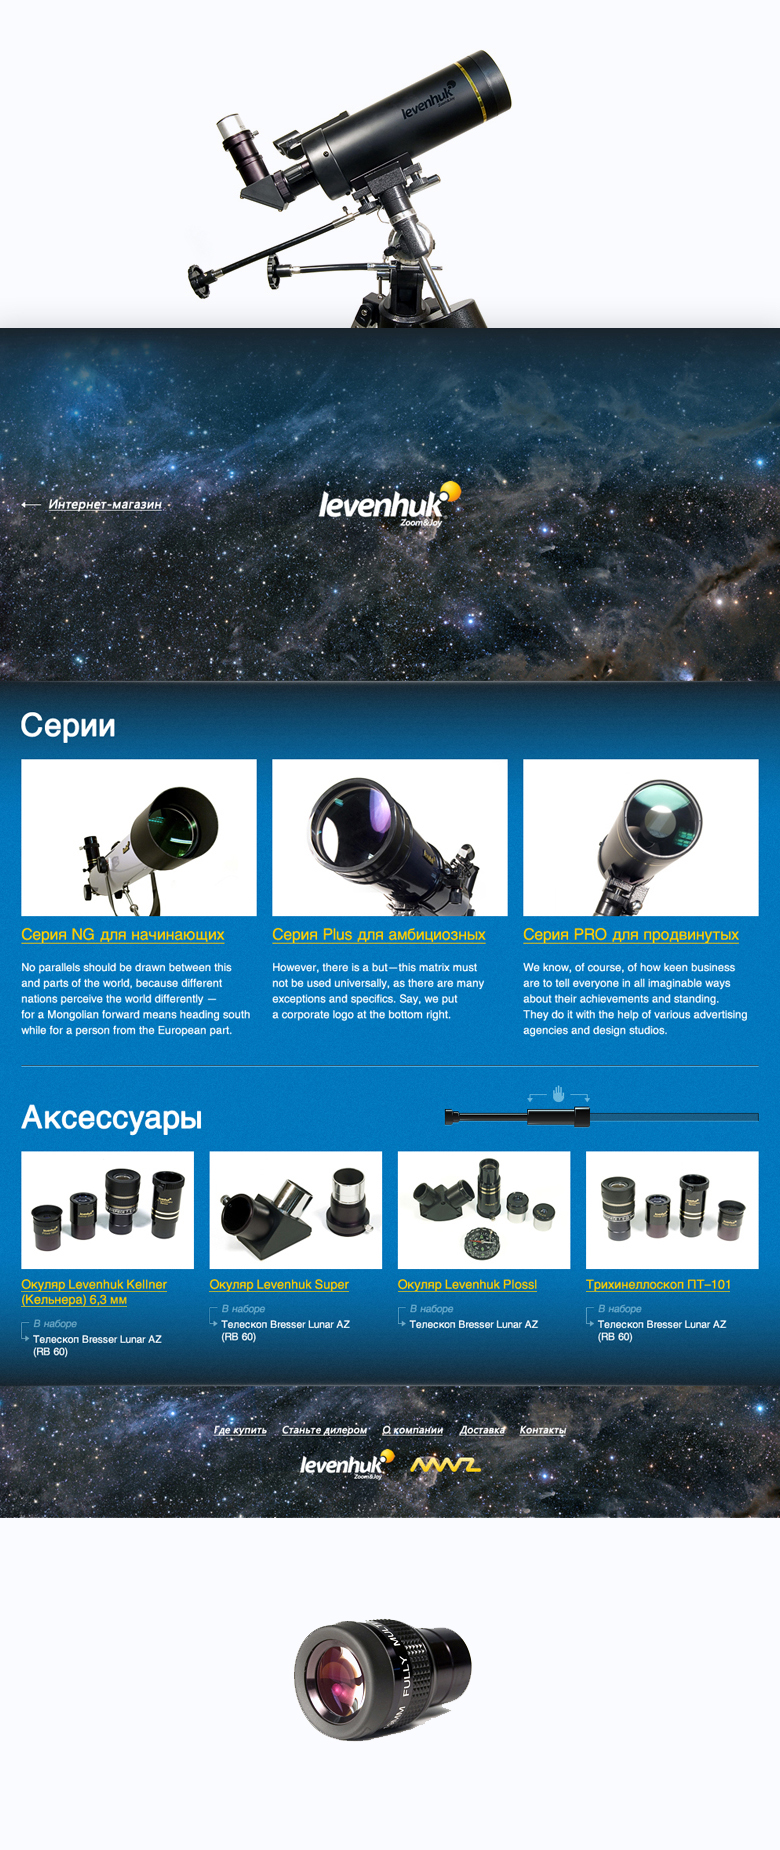 levenhuk
Zoom&Joy
Интернет-магазин
levenhuk
Zoom&Joy
Серии
Серия NG для начинающих
Серия Plus для амбициозных
Серия PRO для продвинутых
No parallels should be drawn between this
and parts of the world, because different
nations perceive the world differently —
for a Mongolian forward means heading south
while for a person from the European part.
However, there is a but—this matrix must
not be used universally, as there are many
exceptions and specifics. Say, we put
a corporate logo at the bottom right.
We know, of course, of how keen business
are to tell everyone in all imaginable ways
about their achievements and standing.
They do it with the help of various advertising
agencies and design studios.
Аксессуары
Окуляр Levenhuk Kellner
(Кельнера) 6,3 мм
В наборе
Телескоп Bresser Lunar AZ
(RB 60)
Окуляр Levenhuk Super
В наборе
Телескоп Bresser Lunar AZ
(RB 60)
Окуляр Levenhuk Plossl
В наборе
Телескоп Bresser Lunar AZ
Трихинеллоскоп ПТ–101
В наборе
Телескоп Bresser Lunar AZ
(RB 60)
Где купить Станьте дилером О компании Доставка Контакты
levenhuk
Zoom&Joy
FULLY MULTI